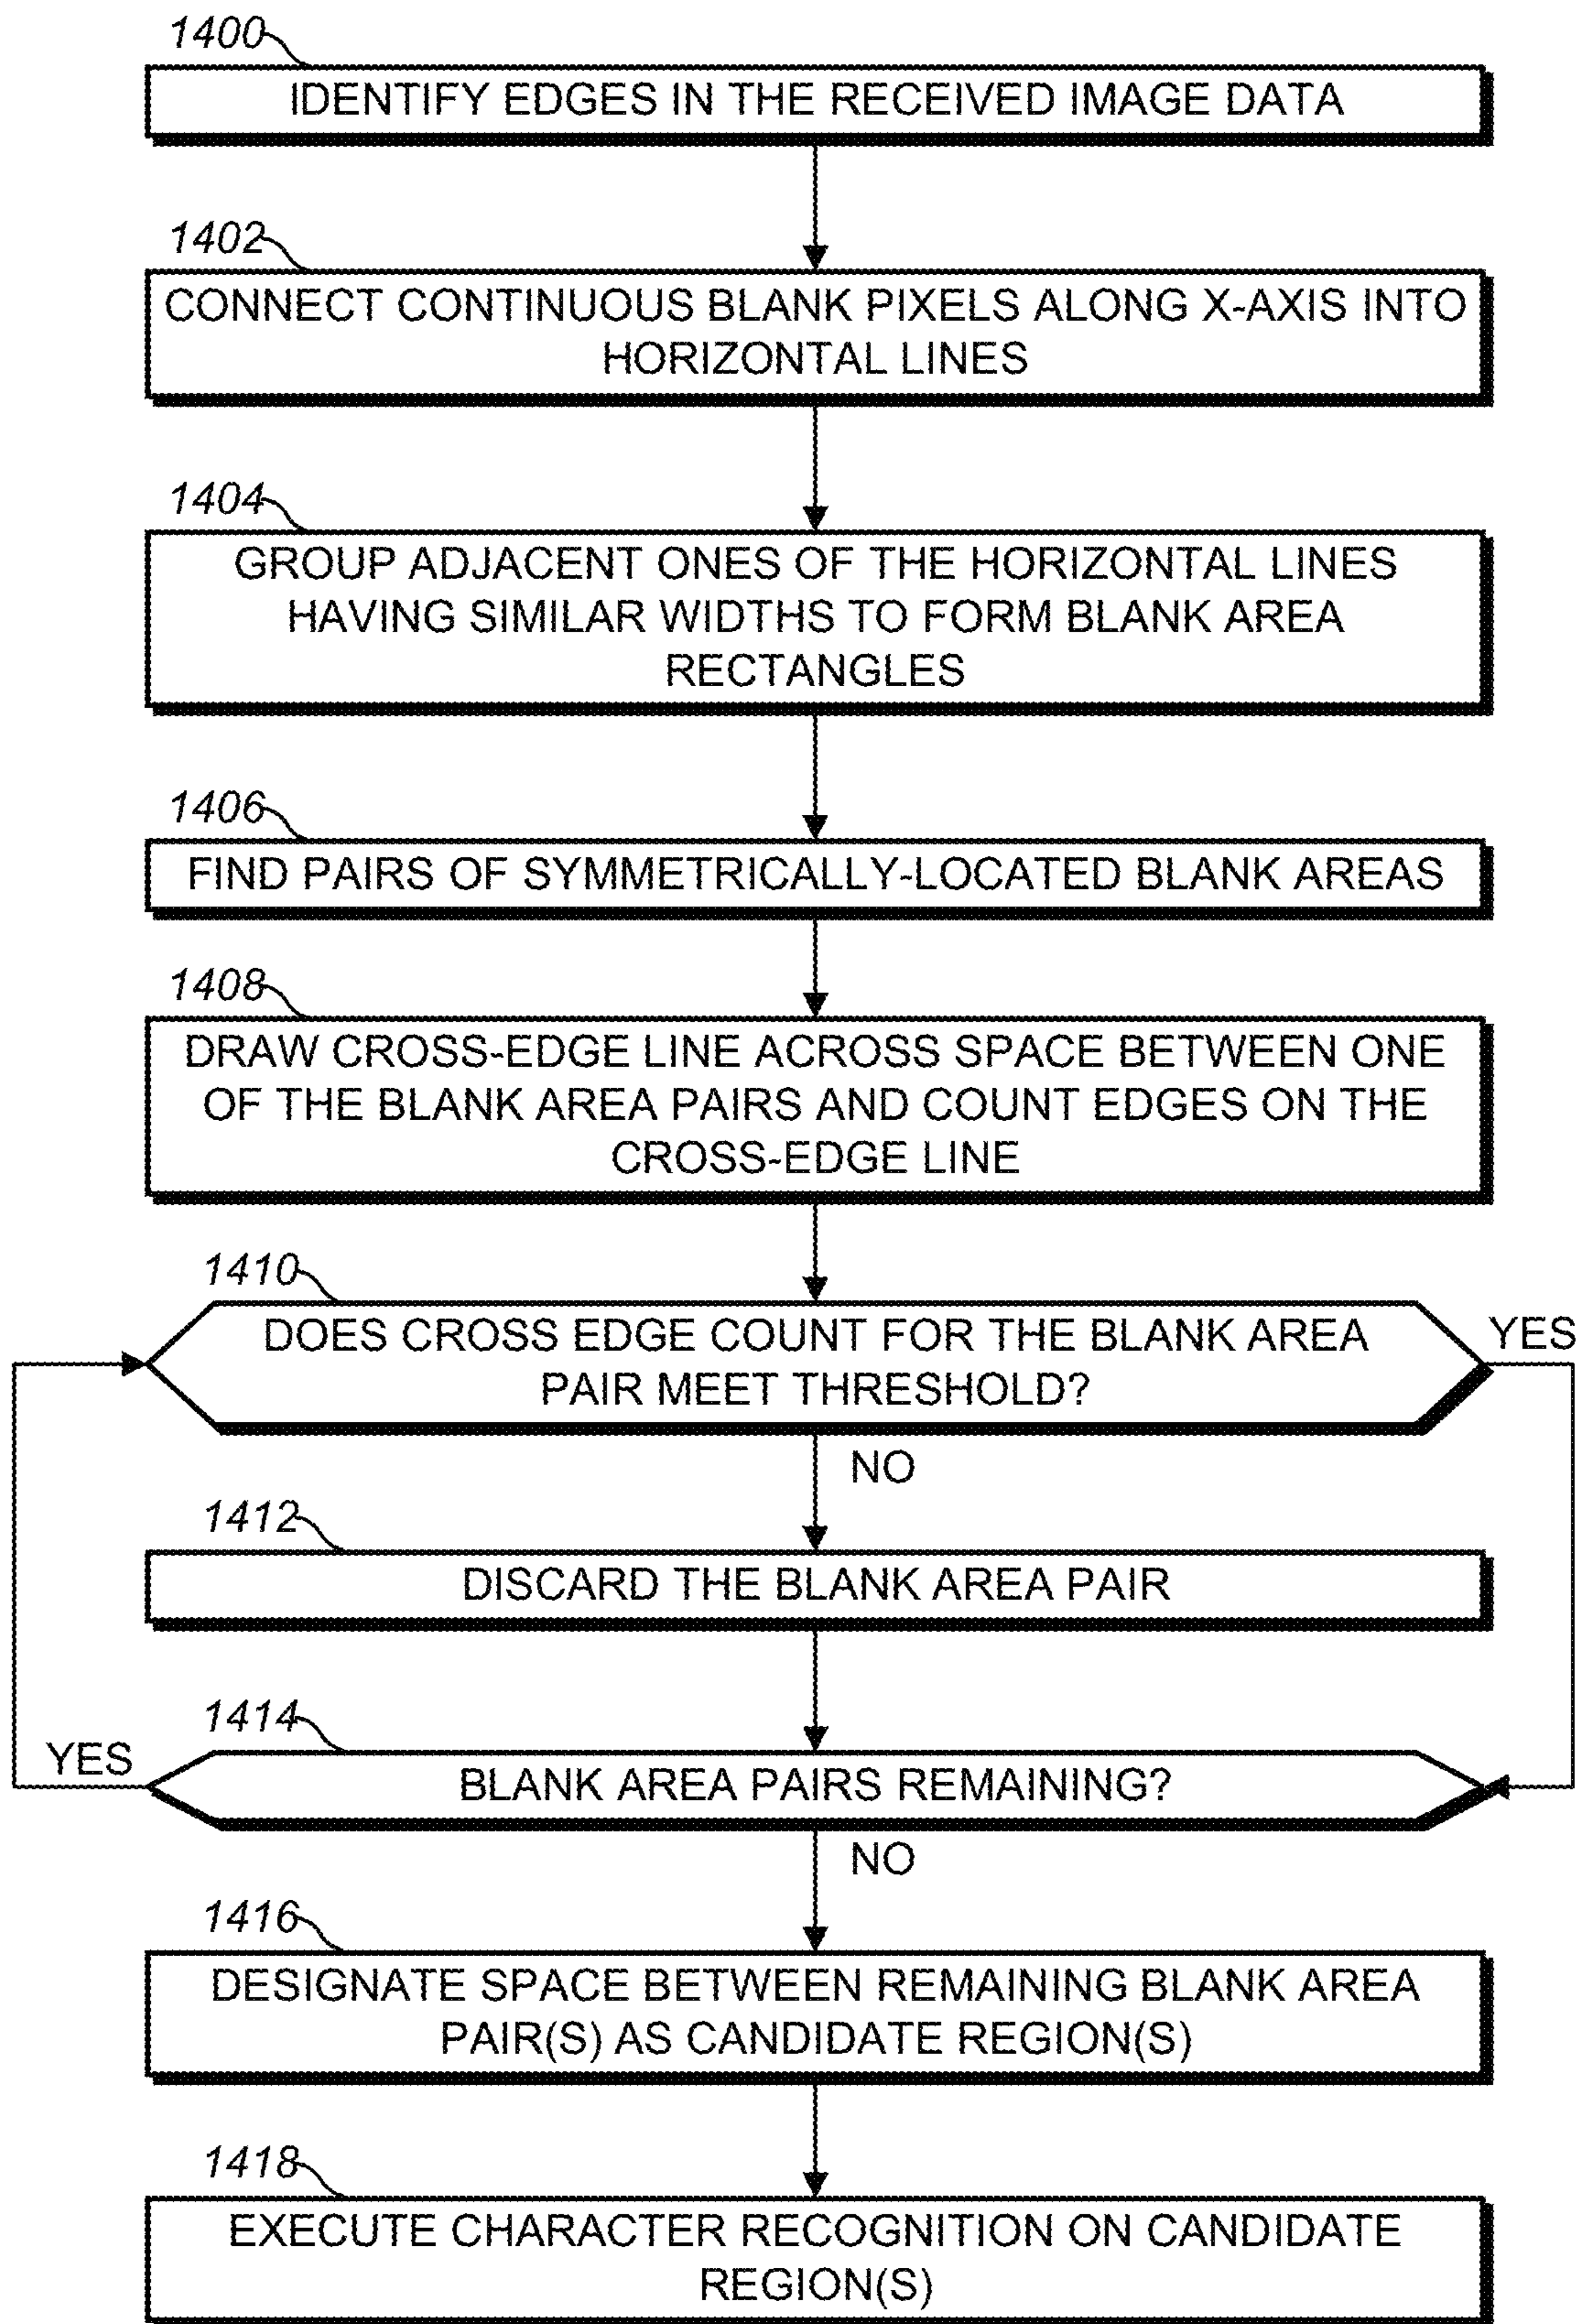 1400
IDENTIFY EDGES IN THE RECEIVED IMAGE DATA
1402
CONNECT CONTINUOUS BLANK PIXELS ALONG X-AXIS INTO
HORIZONTAL LINES
1404
GROUP ADJACENT ONES OF THE HORIZONTAL LINES
HAVING SIMILAR WIDTHS TO FORM BLANK AREA
RECTANGLES
1406
FIND PAIRS OF SYMMETRICALLY-LOCATED BLANK AREAS
1408
DRAW CROSS-EDGE LINE ACROSS SPACE BETWEEN ONE
OF THE BLANK AREA PAIRS AND COUNT EDGES ON THE
CROSS-EDGE LINE
1410
DOES CROSS EDGE COUNT FOR THE BLANK AREA
PAIR MEET THRESHOLD?
YES
NO
1412
DISCARD THE BLANK AREA PAIR
1414
YES
BLANK AREA PAIRS REMAINING?
NO
1416
DESIGNATE SPACE BETWEEN REMAINING BLANK AREA
PAIR(S) AS CANDIDATE REGION(S)
1418
EXECUTE CHARACTER RECOGNITION ON CANDIDATE
REGION(S)